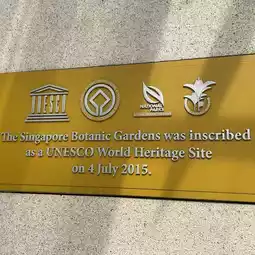 UNESCO
NATIONAL
PARKS
The Singapore Botanic Gardens was inscribed
as a UNESCO World Heritage Site
on 4 July 2015.